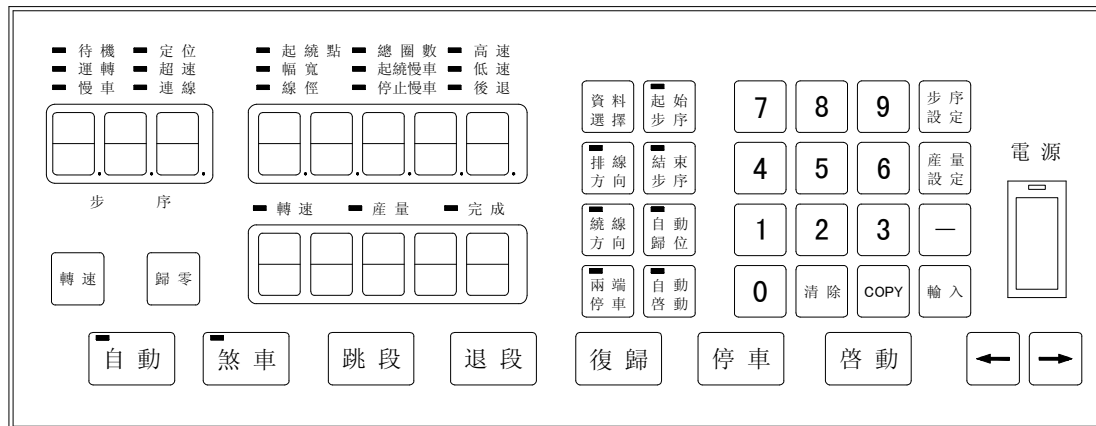 待機 定位
運轉 超速
慢車 連線
起繞點 總圈數 高速
幅寬 起繞慢車 低速
線徑 停止慢車 後退
步序
轉速 產量 完成
轉速 歸零
資料選擇 起始步序
排線方向 結束步序
繞線方向 自動歸位
兩端停車 自動啓動
7 8 9 步序設定
4 5 6 產量設定
1 2 3 —
0 清除 COPY 輸入
電源
自動 煞車 跳段 退段 復歸 停車 啓動 ← →